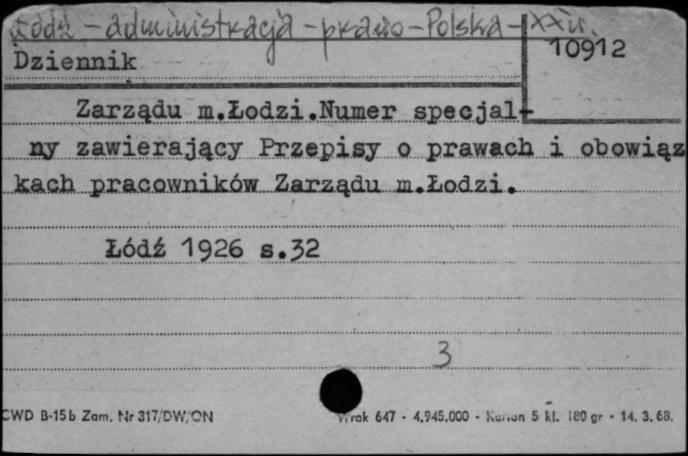 Łódź - administracja - prawo - Polska - XX w.
10912
Dziennik
Zarządu m.Łodzi.Numer specjal-
ny zawierający Przepisy o prawach i obowiąz
kach pracowników Zarządu m.Łodzi.
Łódź 1926 s.32
3
CWD B-15b Zam. Nr 317/DW/ON
rak 647 - 4.945.000 - Karton 5 kl. 180 gr - 14. 3. 68.